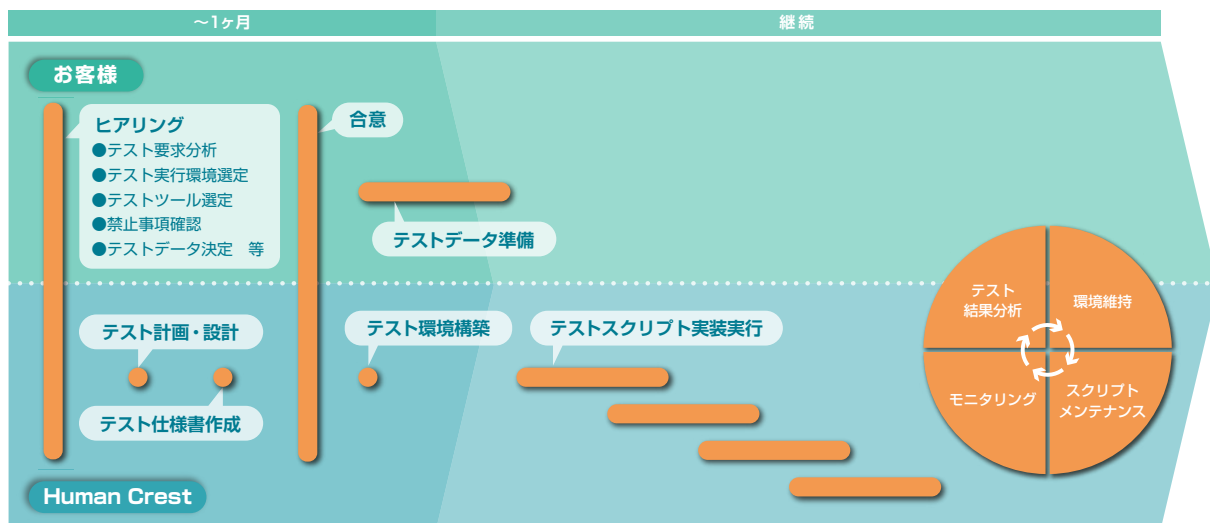 ～1ヶ月
継続
お客様
ヒアリング
●テスト要求分析
●テスト実行環境選定
●テストツール選定
●禁止事項確認
●テストデータ決定　等
合意
テストデータ準備
テスト計画・設計
テスト仕様書作成
テスト環境構築
テストスクリプト実装実行
テスト
結果分析
環境維持
モニタリング
スクリプト
メンテナンス
Human Crest